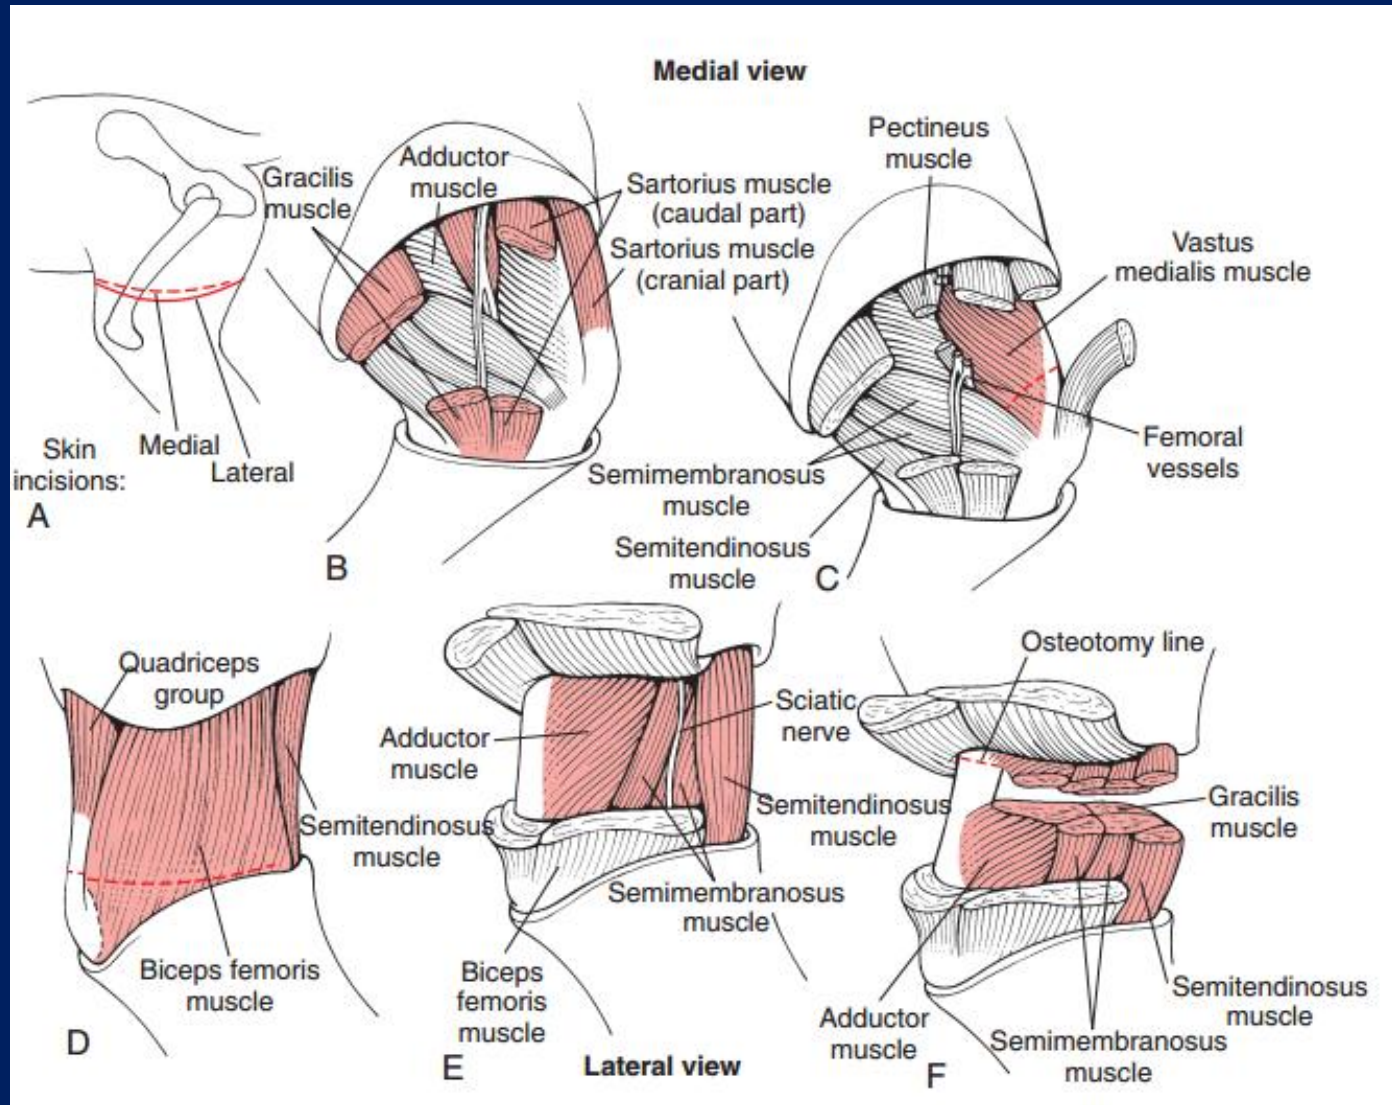 Medial view
Skin
incisions:
Medial
Lateral
A
Gracilis
muscle
Adductor
muscle
Sartorius muscle
(caudal part)
Sartorius muscle
(cranial part)
B
Pectineus
muscle
Vastus
medialis muscle
Femoral
vessels
Semimembranosus
muscle
Semitendinosus
muscle
C
Quadriceps
group
Semitendinosus
muscle
Biceps femoris
muscle
D
Adductor
muscle
Sciatic
nerve
Semitendinosus
muscle
Semimembranosus
muscle
Biceps
femoris
muscle
E
Lateral view
Osteotomy line
Gracilis
muscle
Semitendinosus
muscle
Adductor
muscle
Semimembranosus
muscle
F